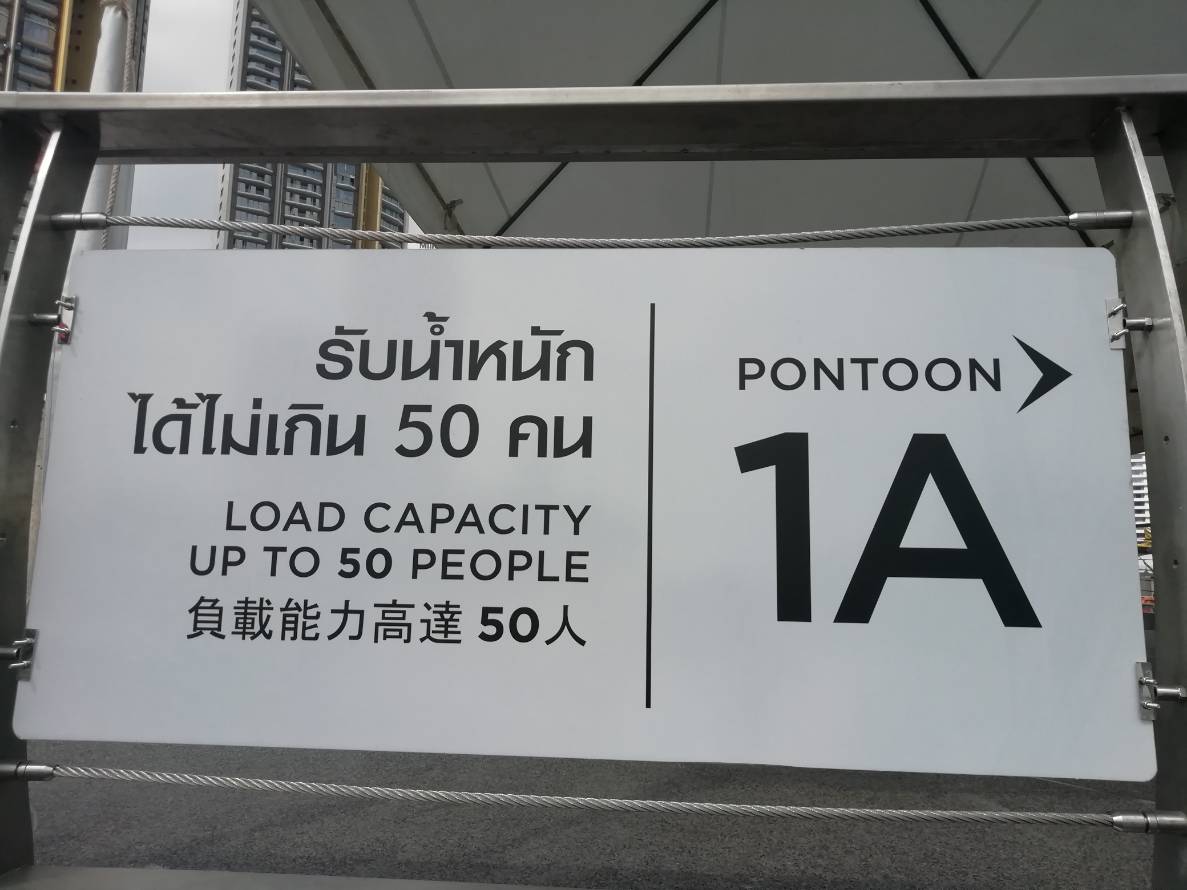 รับน้ำหนัก
ได้ไม่เกิน 50 คน
LOAD CAPACITY
UP TO 50 PEOPLE
負載能力高達 50人
PONTOON
1A